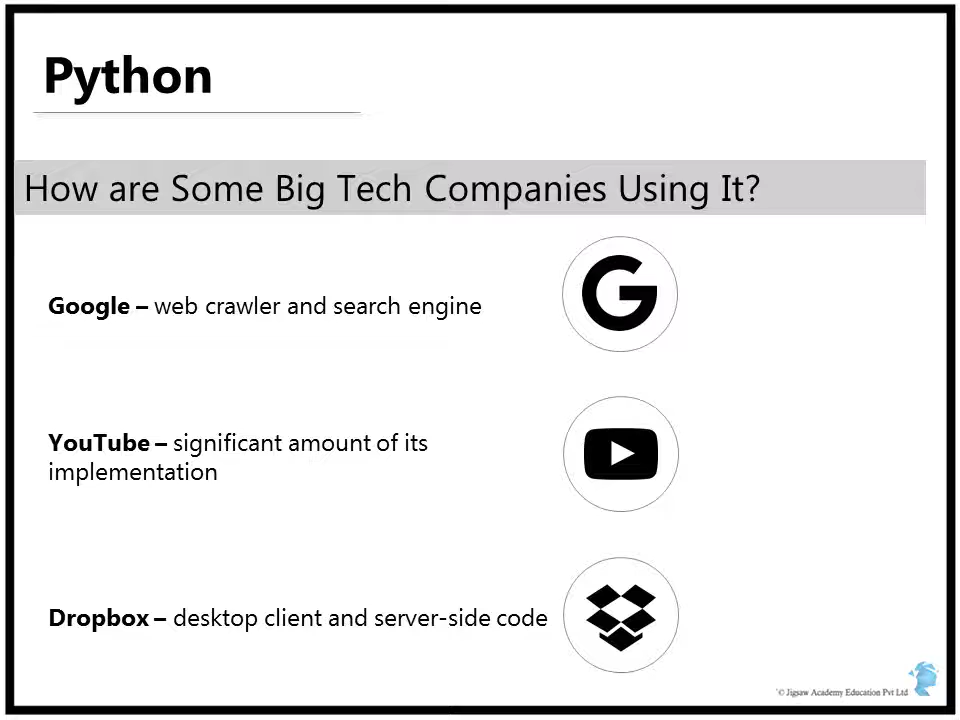 Python
How are Some Big Tech Companies Using It?
Google – web crawler and search engine
YouTube – significant amount of its
implementation
Dropbox – desktop client and server-side code
© Jigsaw Academy Education Pvt Ltd